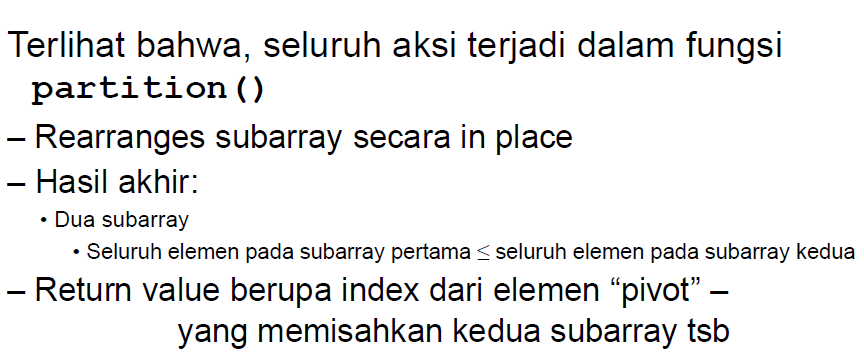 Terlihat bahwa, seluruh aksi terjadi dalam fungsi
partition()
– Rearranges subarray secara in place
– Hasil akhir:
• Dua subarray
• Seluruh elemen pada subarray pertama ≤ seluruh elemen pada subarray kedua
– Return value berupa index dari elemen “pivot” –
yang memisahkan kedua subarray tsb